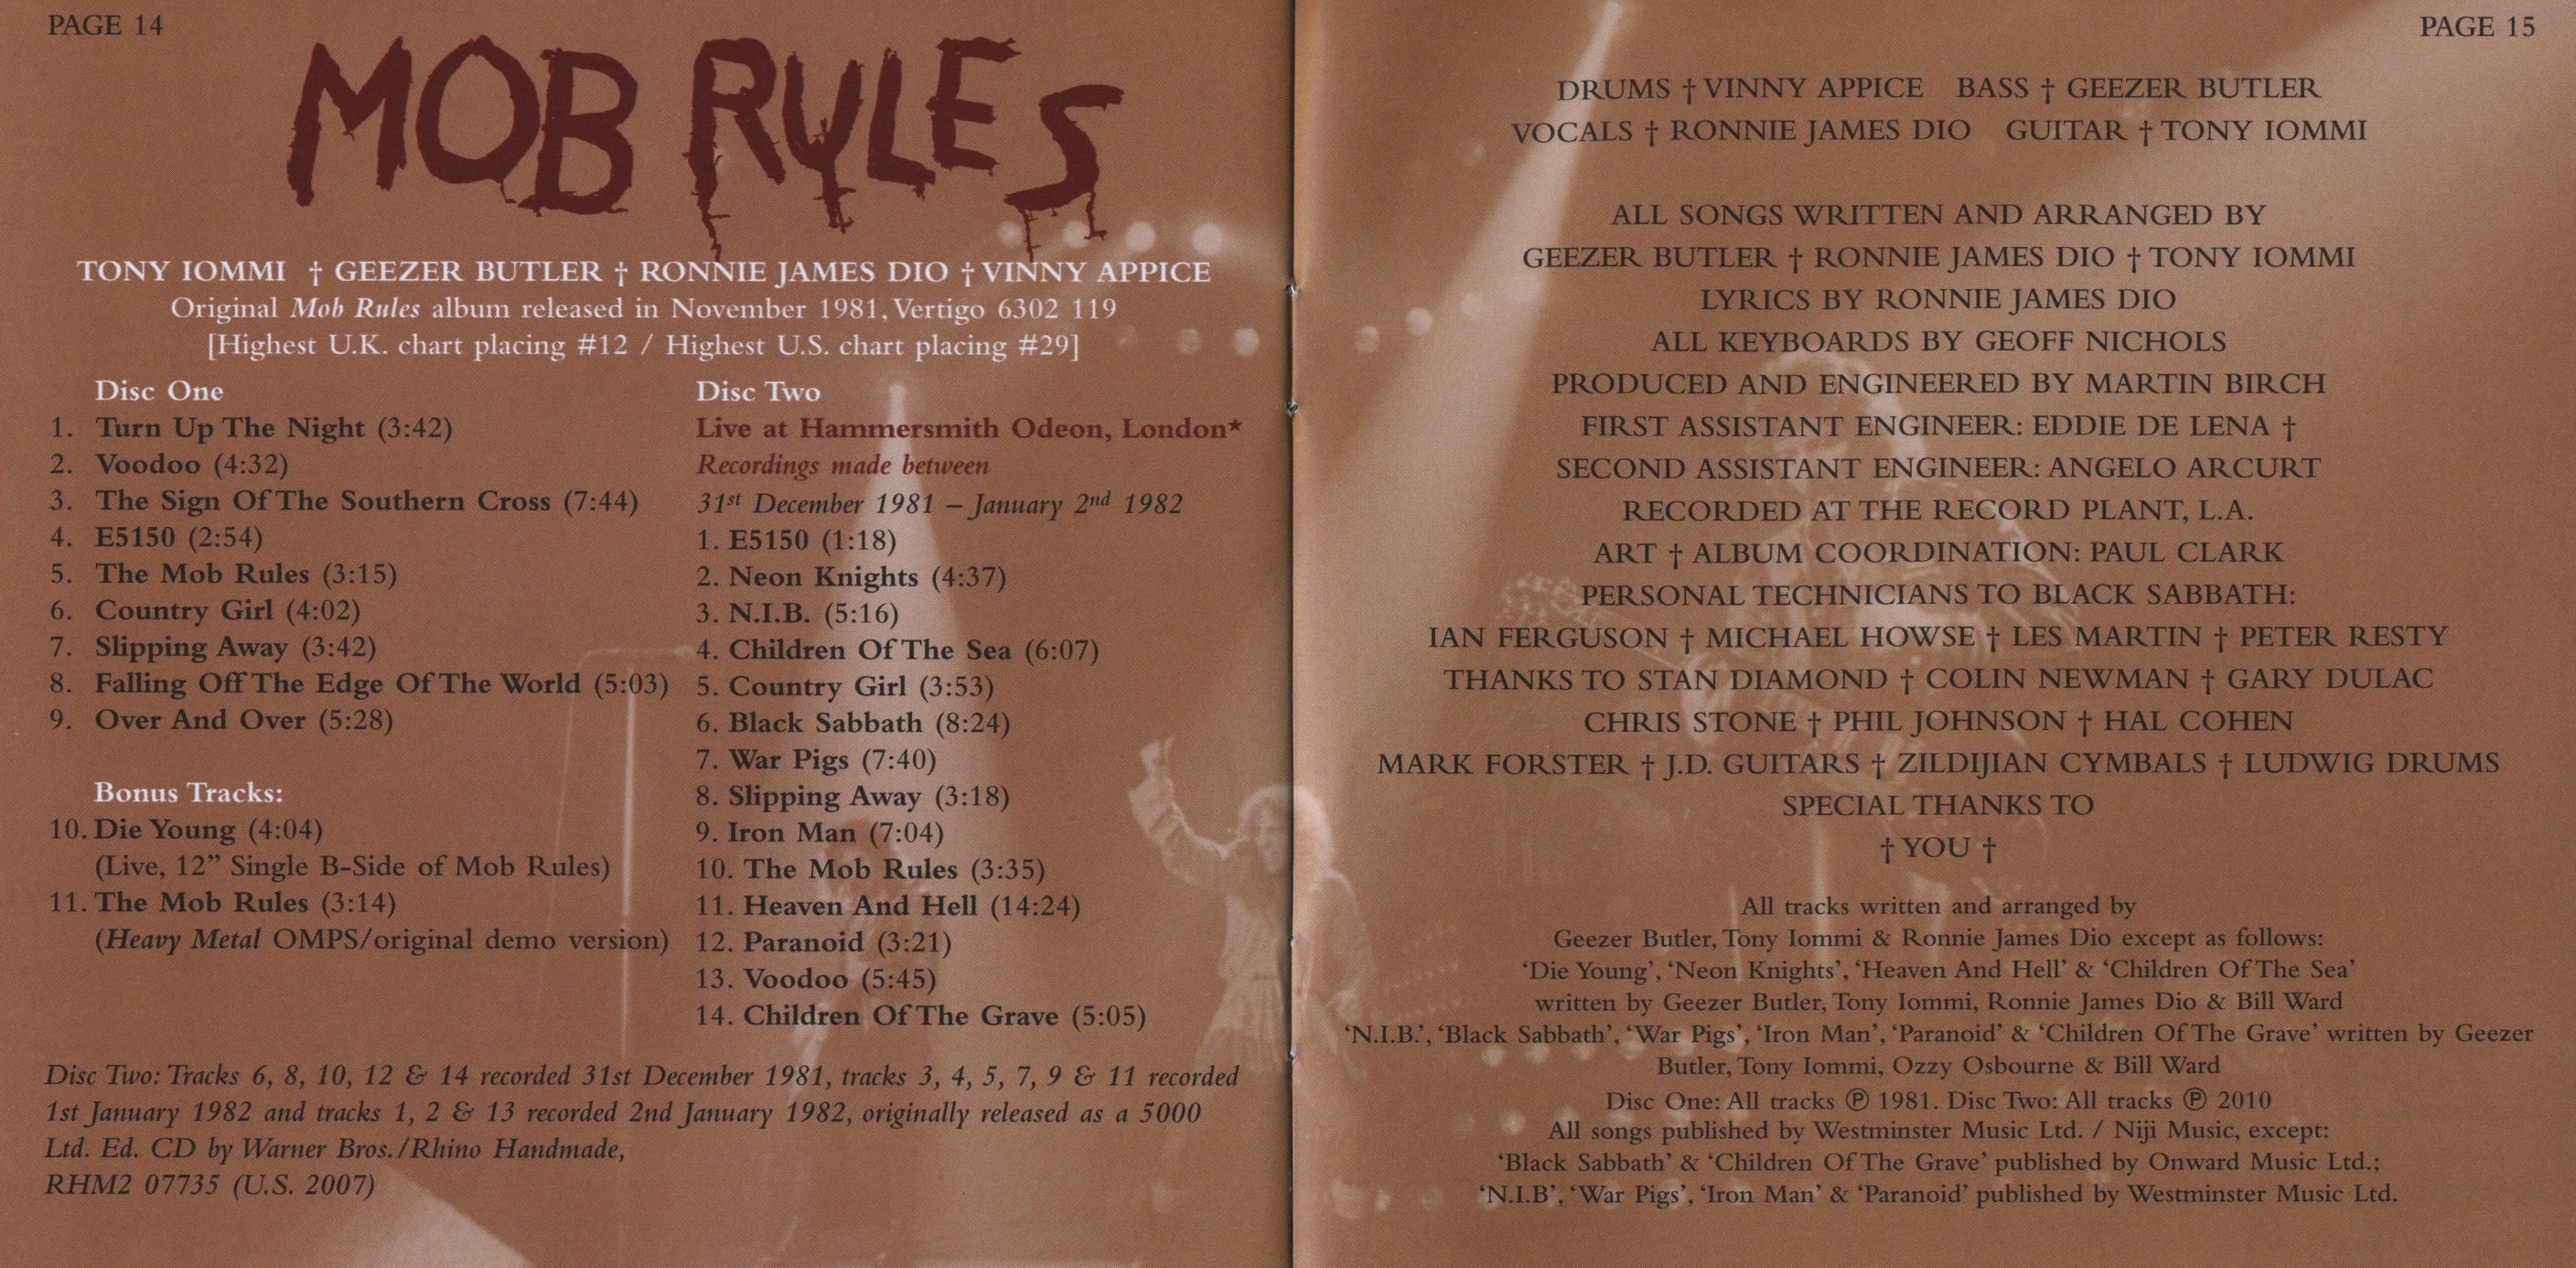 PAGE 14
MOB RULES
TONY IOMMI † GEEZER BUTLER † RONNIE JAMES DIO † VINNY APPICE
Original Mob Rules album released in November 1981, Vertigo 6302 119
[Highest U.K. chart placing #12 / Highest U.S. chart placing #29]
Disc One
1. Turn Up The Night (3:42)
2. Voodoo (4:32)
3. The Sign Of The Southern Cross (7:44)
4. E5150 (2:54)
5. The Mob Rules (3:15)
6. Country Girl (4:02)
7. Slipping Away (3:42)
8. Falling Off The Edge Of The World (5:03)
9. Over And Over (5:28)
Bonus Tracks:
10. Die Young (4:04)
(Live, 12” Single B-Side of Mob Rules)
11. The Mob Rules (3:14)
(Heavy Metal OMPS/original demo version)
Disc Two
Live at Hammersmith Odeon, London*
Recordings made between
31st December 1981 – January 2nd 1982
1. E5150 (1:18)
2. Neon Knights (4:37)
3. N.I.B. (5:16)
4. Children Of The Sea (6:07)
5. Country Girl (3:53)
6. Black Sabbath (8:24)
7. War Pigs (7:40)
8. Slipping Away (3:18)
9. Iron Man (7:04)
10. The Mob Rules (3:35)
11. Heaven And Hell (14:24)
12. Paranoid (3:21)
13. Voodoo (5:45)
14. Children Of The Grave (5:05)
Disc Two: Tracks 6, 8, 10, 12 & 14 recorded 31st December 1981, tracks 3, 4, 5, 7, 9 & 11 recorded
1st January 1982 and tracks 1, 2 & 13 recorded 2nd January 1982, originally released as a 5000
Ltd. Ed. CD by Warner Bros./Rhino Handmade,
RHM2 07735 (U.S. 2007)
PAGE 15
DRUMS † VINNY APPICE BASS † GEEZER BUTLER
VOCALS † RONNIE JAMES DIO GUITAR † TONY IOMMI
ALL SONGS WRITTEN AND ARRANGED BY
GEEZER BUTLER † RONNIE JAMES DIO † TONY IOMMI
LYRICS BY RONNIE JAMES DIO
ALL KEYBOARDS BY GEOFF NICHOLS
PRODUCED AND ENGINEERED BY MARTIN BIRCH
FIRST ASSISTANT ENGINEER: EDDIE DE LENA †
SECOND ASSISTANT ENGINEER: ANGELO ARCURT
RECORDED AT THE RECORD PLANT, L.A.
ART † ALBUM COORDINATION: PAUL CLARK
PERSONAL TECHNICIANS TO BLACK SABBATH:
IAN FERGUSON † MICHAEL HOWSE † LES MARTIN † PETER RESTY
THANKS TO STAN DIAMOND † COLIN NEWMAN † GARY DULAC
CHRIS STONE † PHIL JOHNSON † HAL COHEN
MARK FORSTER † J.D. GUITARS † ZILDIJIAN CYMBALS † LUDWIG DRUMS
SPECIAL THANKS TO
† YOU †
All tracks written and arranged by
Geezer Butler, Tony Iommi & Ronnie James Dio except as follows:
‘Die Young’, ‘Neon Knights’, ‘Heaven And Hell’ & ‘Children Of The Sea’
written by Geezer Butler, Tony Iommi, Ronnie James Dio & Bill Ward
‘N.I.B.’, ‘Black Sabbath’, ‘War Pigs’, ‘Iron Man’, ‘Paranoid’ & ‘Children Of The Grave’ written by Geezer
Butler, Tony Iommi, Ozzy Osbourne & Bill Ward
Disc One: All tracks ℗ 1981. Disc Two: All tracks ℗ 2010
All songs published by Westminster Music Ltd. / Niji Music, except:
‘Black Sabbath’ & ‘Children Of The Grave’ published by Onward Music Ltd.;
‘N.I.B’, ‘War Pigs’, ‘Iron Man’ & ‘Paranoid’ published by Westminster Music Ltd.